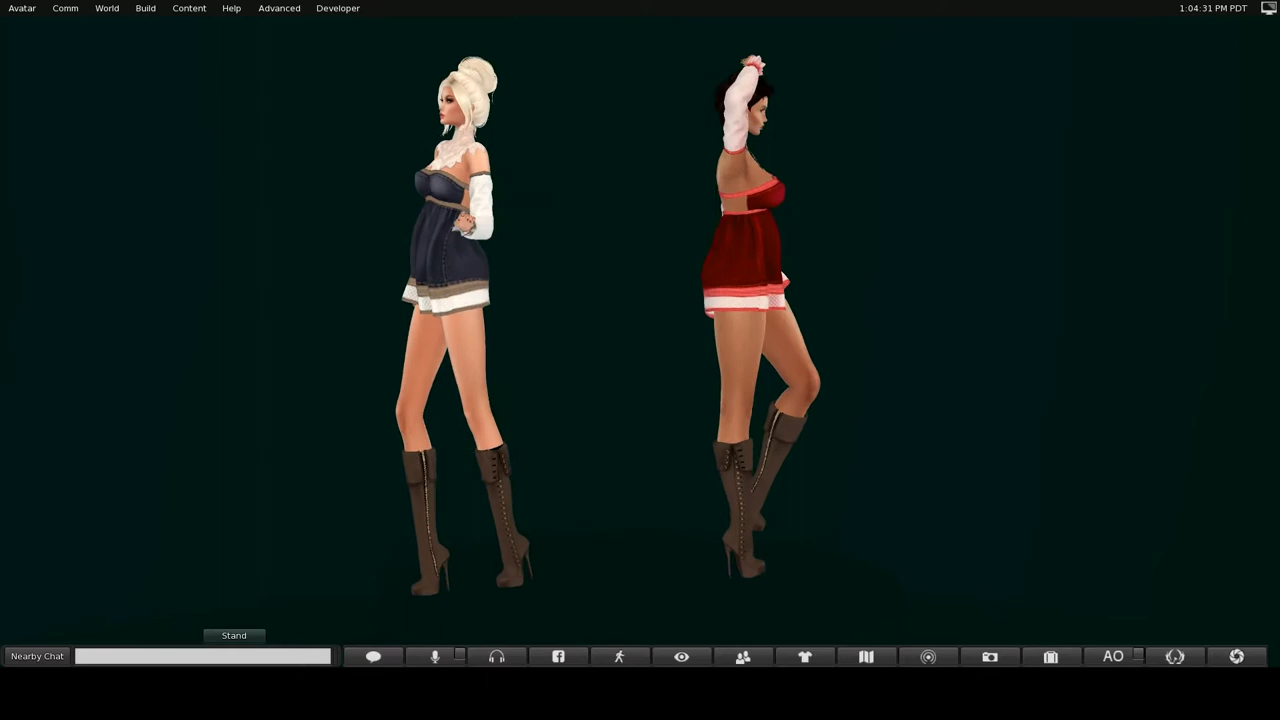 Avatar Comm World Build Content Help Advanced Developer 1:04:31 PM PDT
Stand
Nearby Chat AO